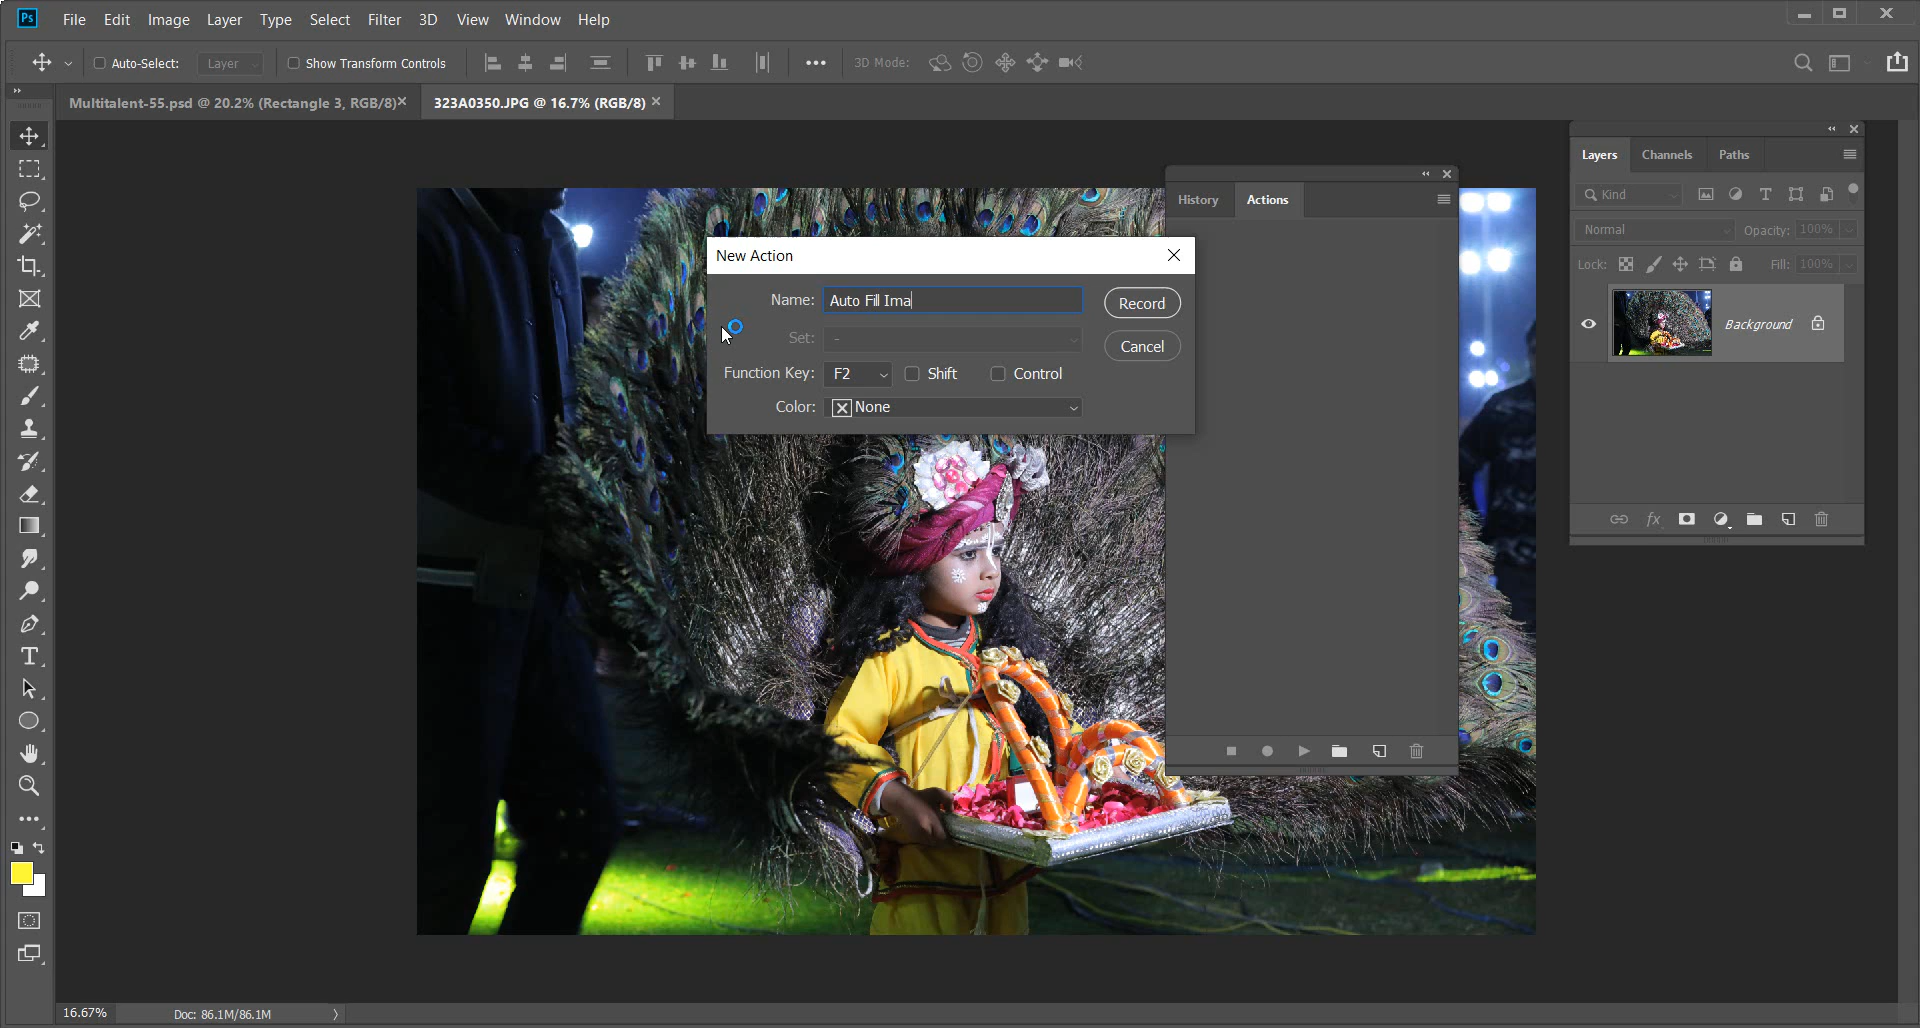 Ps File Edit Image Layer Type Select Filter 3D View Window Help
Auto-Select: Layer Show Transform Controls 3D Mode:
Multitalent-55.psd @ 20.2% (Rectangle 3, RGB/8) 323A0350.JPG @ 16.7% (RGB/8)
Layers Channels Paths
History Actions
Kind
Normal Opacity: 100%
Lock: Fill: 100%
Background
fx
New Action
Name: Auto Fill Ima Record
Set: - Cancel
Function Key: F2 Shift Control
Color: None
16.67% Doc: 86.1M/86.1M